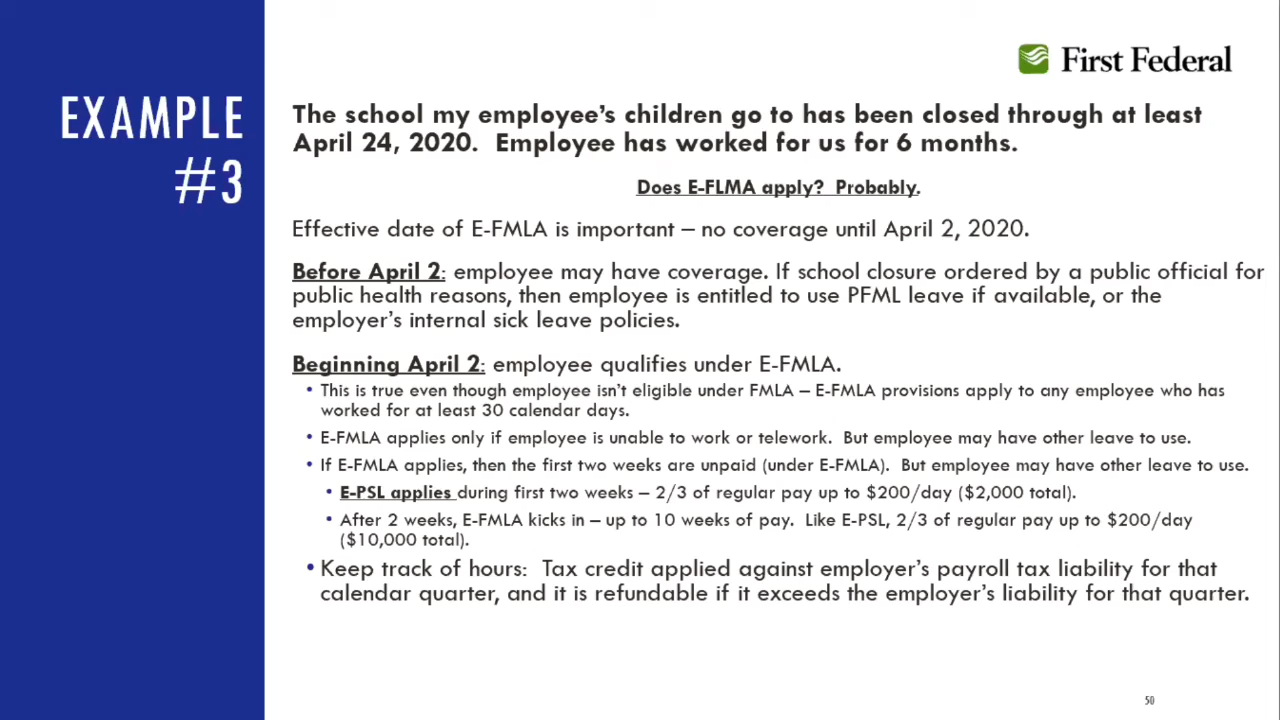 EXAMPLE
#3
First Federal
The school my employee’s children go to has been closed through at least
April 24, 2020.  Employee has worked for us for 6 months.
Does E-FLMA apply?  Probably.
Effective date of E-FMLA is important – no coverage until April 2, 2020.
Before April 2: employee may have coverage. If school closure ordered by a public official for
public health reasons, then employee is entitled to use PFML leave if available, or the
employer’s internal sick leave policies.
Beginning April 2: employee qualifies under E-FMLA.
• This is true even though employee isn’t eligible under FMLA – E-FMLA provisions apply to any employee who has
worked for at least 30 calendar days.
• E-FMLA applies only if employee is unable to work or telework.  But employee may have other leave to use.
• If E-FMLA applies, then the first two weeks are unpaid (under E-FMLA).  But employee may have other leave to use.
• E-PSL applies during first two weeks – 2/3 of regular pay up to $200/day ($2,000 total).
• After 2 weeks, E-FMLA kicks in – up to 10 weeks of pay.  Like E-PSL, 2/3 of regular pay up to $200/day
($10,000 total).
• Keep track of hours:  Tax credit applied against employer’s payroll tax liability for that
calendar quarter, and it is refundable if it exceeds the employer’s liability for that quarter.
50